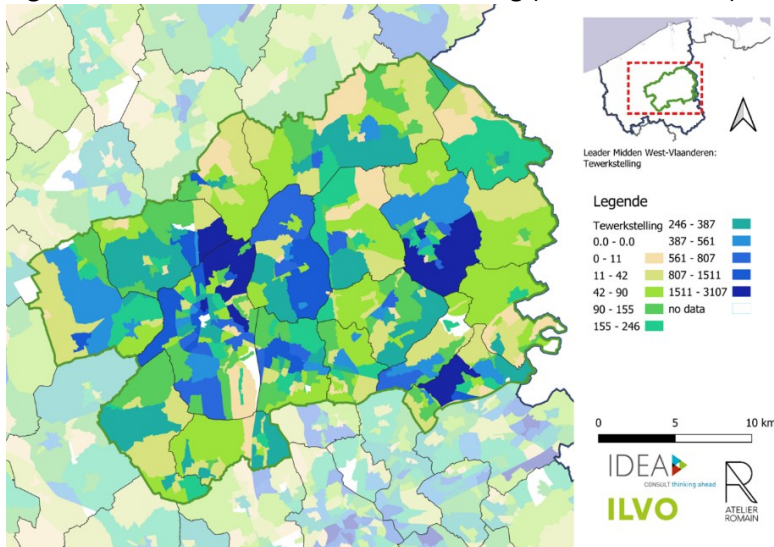 Leader Midden West-Vlaanderen:
Tewerkstelling
Legende
Tewerkstelling
0.0 - 0.0
0 - 11
11 - 42
42 - 90
90 - 155
155 - 246
246 - 387
387 - 561
561 - 807
807 - 1511
1511 - 3107
no data
0 5 10 km
IDEA
CONSULT thinking ahead
ILVO
ATELIER
ROMAIN